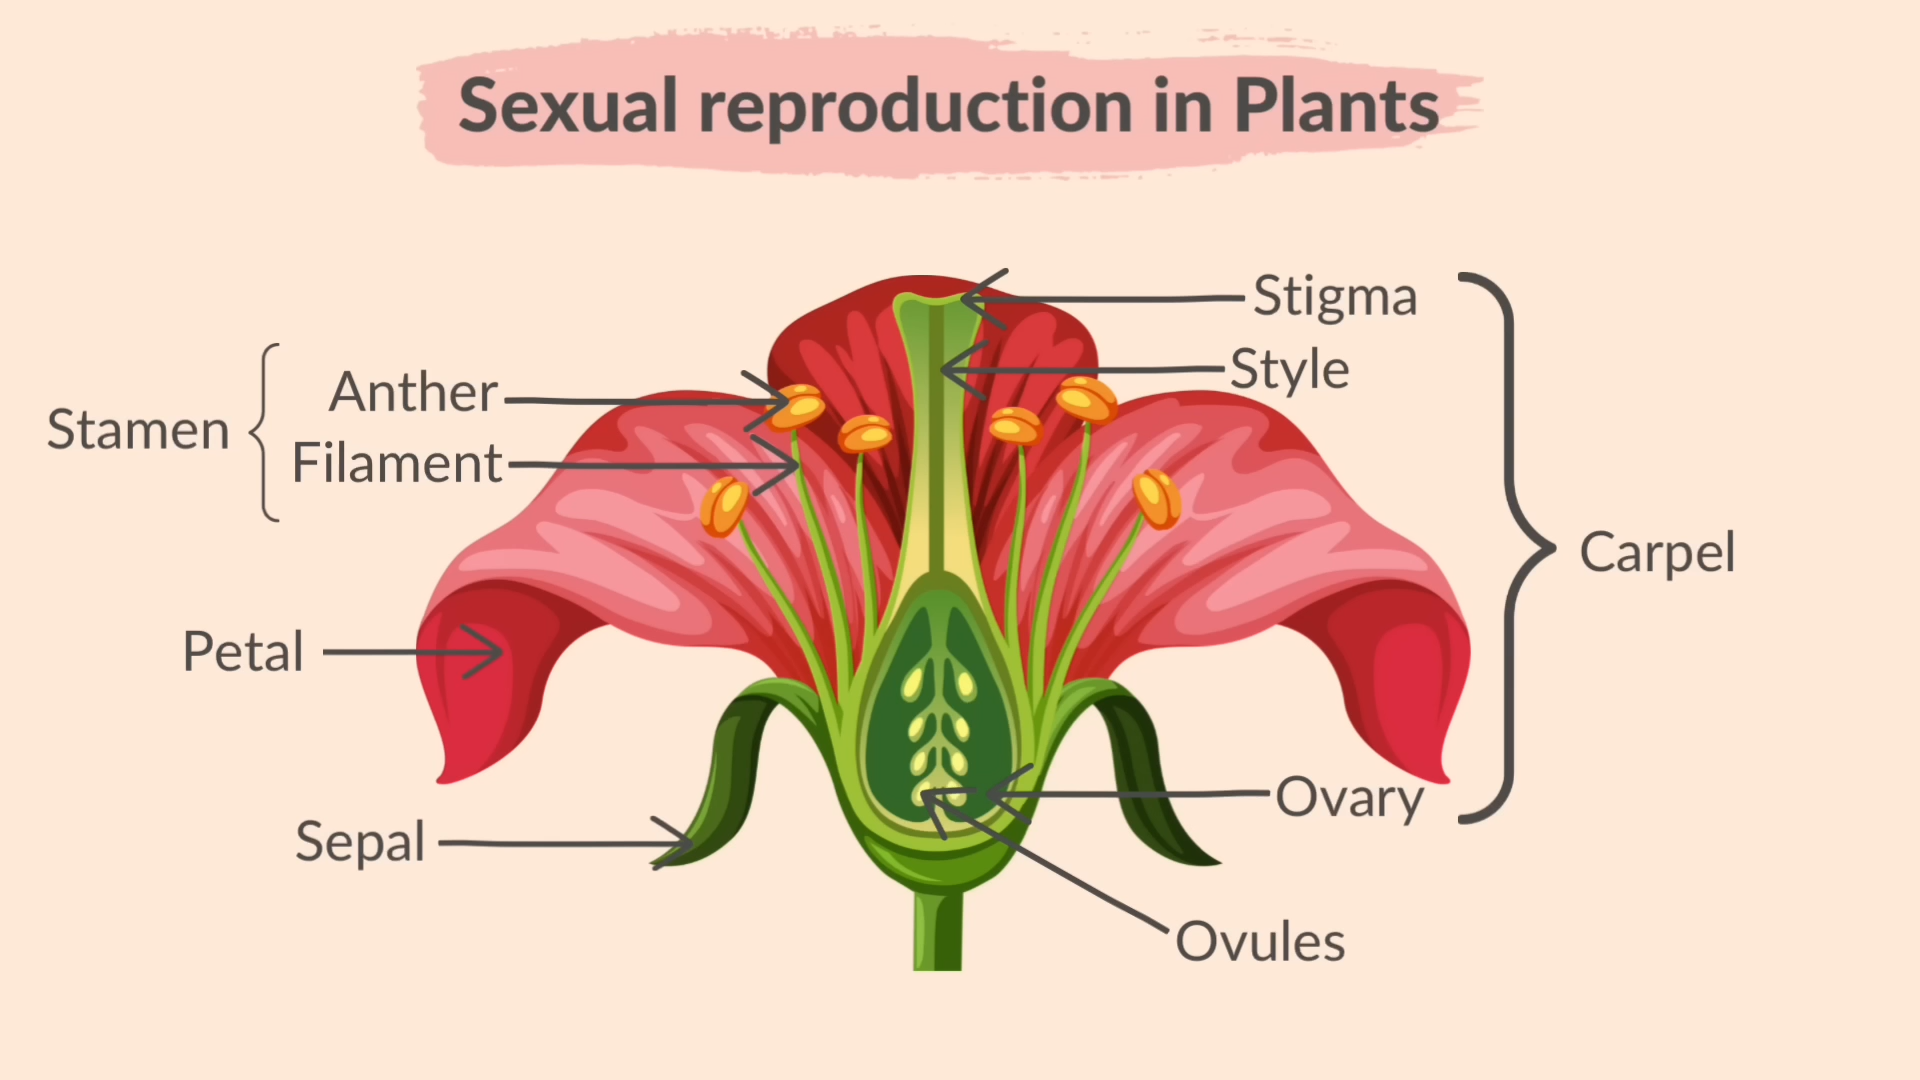 Sexual reproduction in Plants
Stigma
Style
Anther
Stamen
Filament
Carpel
Petal
Ovary
Sepal
Ovules